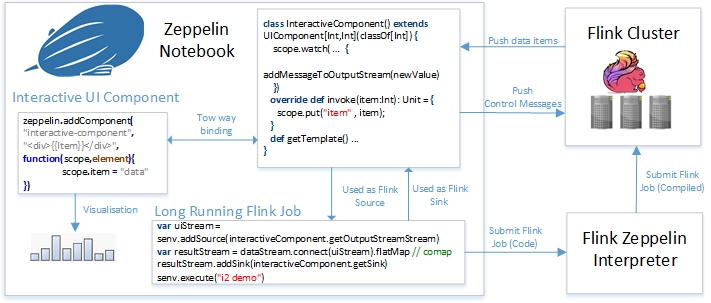 Zeppelin
Notebook
class InteractiveComponent() extends
UIComponent[Int,Int](classOf[Int]) {
scope.watch( ... {
addMessageToOutputStream(newValue)
})
override def invoke(item:Int): Unit = {
scope.put("item" , item);
}
def getTemplate() ...
}
Push data items
Push
Control Messages
Flink Cluster
Interactive UI Component
zeppelin.addComponent(
"interactive-component",
"<div>{{Item}}</div>",
function(scope,element){
scope.item = "data"
})
Tow way
binding
Visualisation
Used as Flink
Source
Used as Flink
Sink
Submit Flink
Job (Compiled)
Long Running Flink Job
var uiStream =
senv.addSource(interactiveComponent.getOutputStreamStream)
var resultStream = dataStream.connect(uiStream).flatMap // comap
resultStream.addSink(interactiveComponent.getSink)
senv.execute("i2 demo")
Submit Flink
Job (Code)
Flink Zeppelin
Interpreter